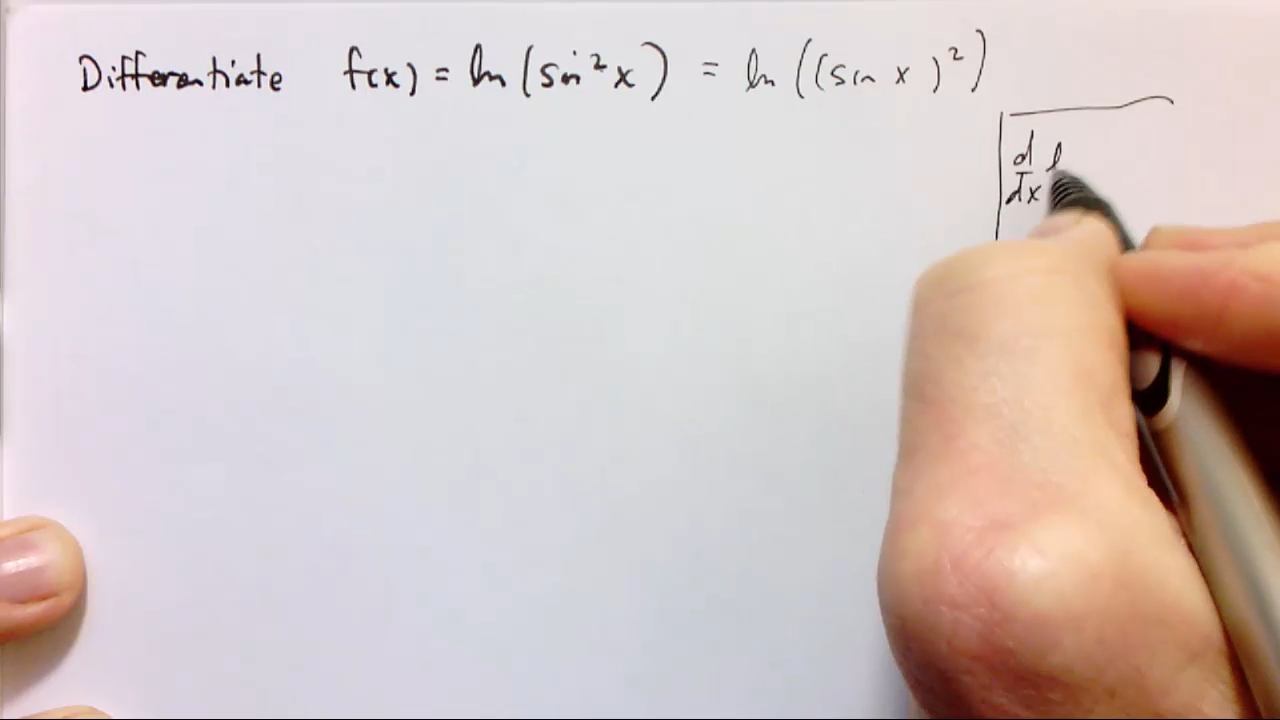 Differentiate f(x) = ln(sin²x) = ln((sin x)²)
d/dx l